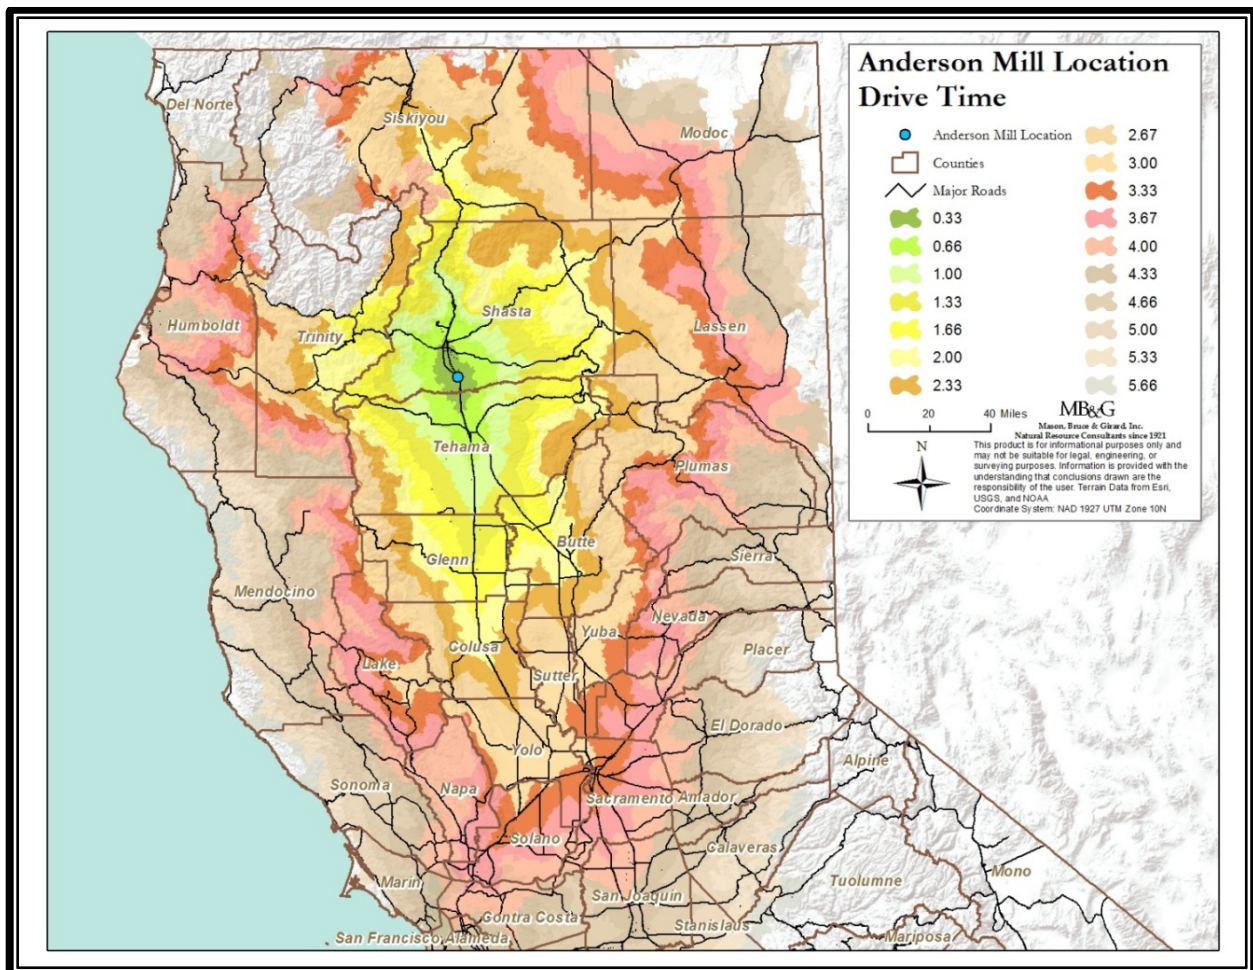 Anderson Mill Location
Drive Time
Anderson Mill Location
Counties
Major Roads
0.33
0.66
1.00
1.33
1.66
2.00
2.33
2.67
3.00
3.33
3.67
4.00
4.33
4.66
5.00
5.33
5.66
0 20 40 Miles
MB&G
Mason, Bruce & Girard, Inc.
Natural Resource Consultants since 1921
N
This product is for informational purposes only and
may not be suitable for legal, engineering, or
surveying purposes. Information is provided with the
understanding that conclusions drawn are the
responsibility of the user. Terrain Data from Esri,
USGS, and NOAA
Coordinate System: NAD 1927 UTM Zone 10N
Del Norte
Siskiyou
Modoc
Humboldt
Trinity
Shasta
Lassen
Tehama
Plumas
Glenn
Butte
Sierra
Mendocino
Nevada
Colusa
Yuba
Placer
Lake
Sutter
El Dorado
Yolo
Alpine
Sonoma
Napa
Sacramento
Amador
Solano
Calaveras
Marin
Tuolumne
Mono
San Joaquin
Contra Costa
Stanislaus
San Francisco
Alameda
Mariposa